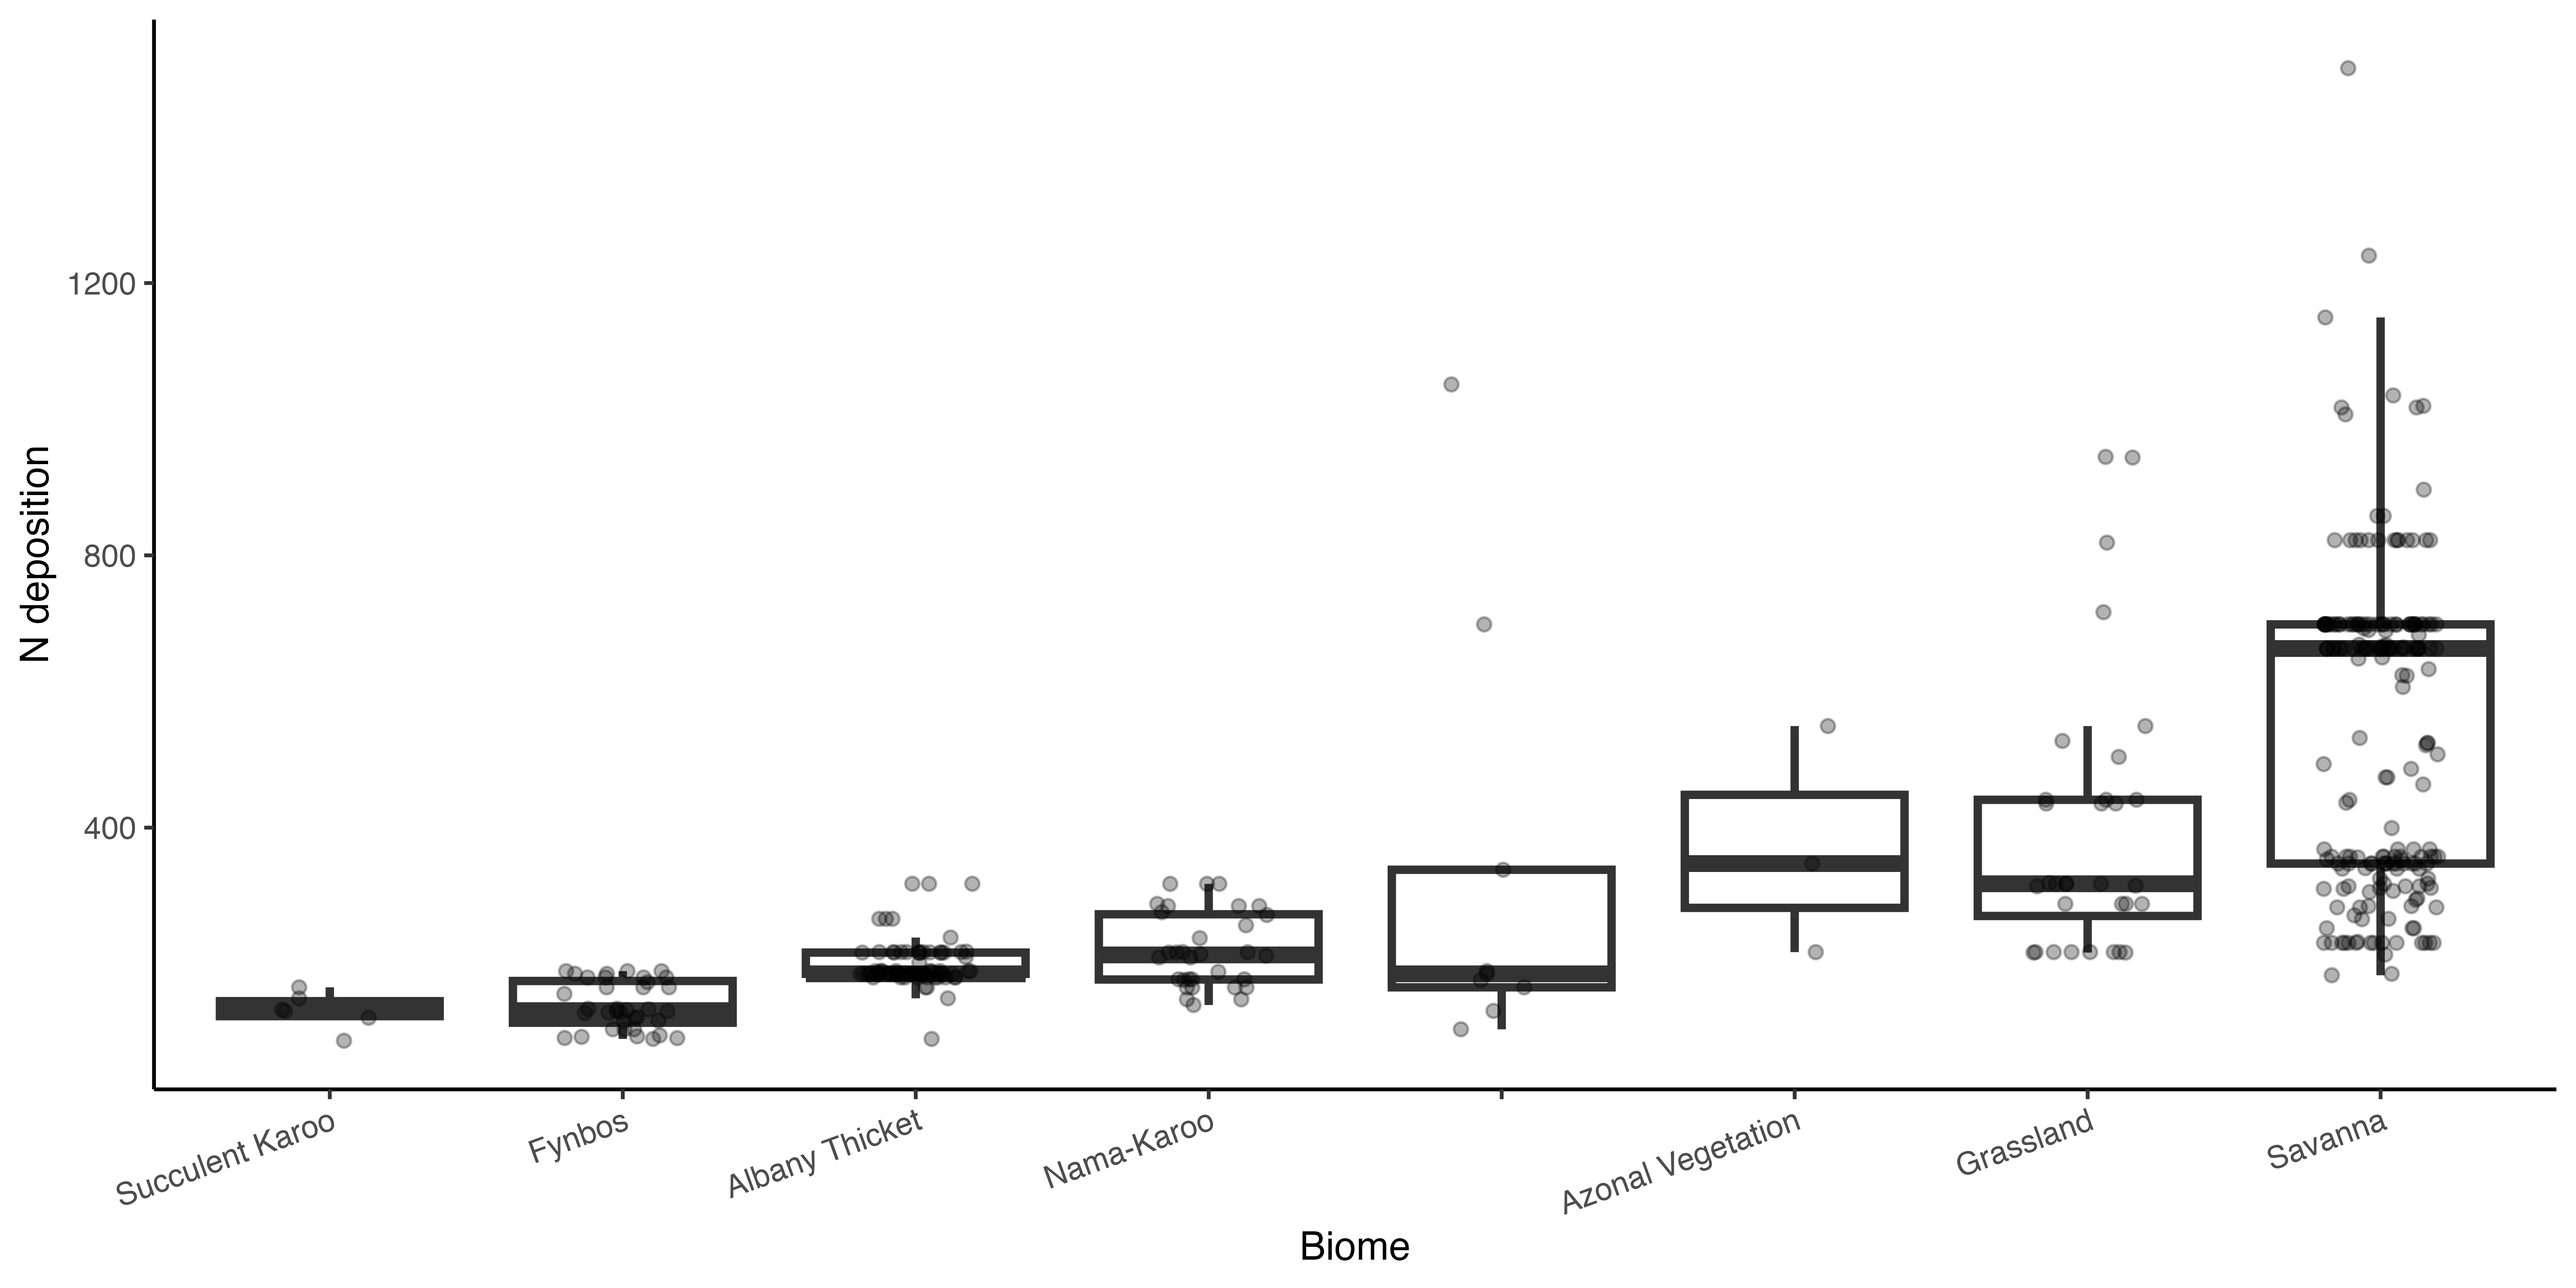 N deposition
1200
800
400
Succulent Karoo
Fynbos
Albany Thicket
Nama-Karoo
Azonal Vegetation
Grassland
Savanna
Biome